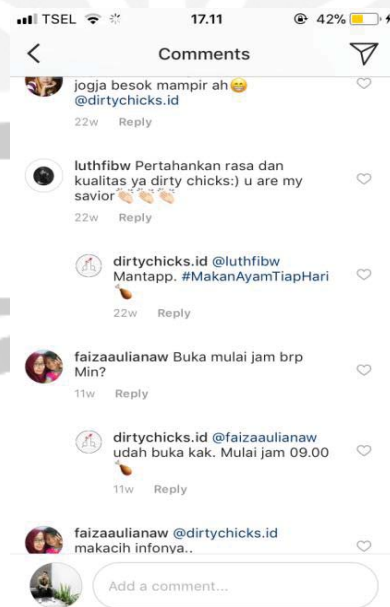 TSEL 17.11 42%
Comments
jogja besok mampir ah😁
@dirtychicks.id
22w Reply
luthfibw Pertahankan rasa dan
kualitas ya dirty chicks:) u are my
savior👏🏻👏🏻👏🏻
22w Reply
dirtychicks.id @luthfibw
Mantapp. #MakanAyamTiapHari
🍗
22w Reply
faizaaulianaw Buka mulai jam brp
Min?
11w Reply
dirtychicks.id @faizaaulianaw
udah buka kak. Mulai jam 09.00
🍗
11w Reply
faizaaulianaw @dirtychicks.id
makacih infonya..
Add a comment...